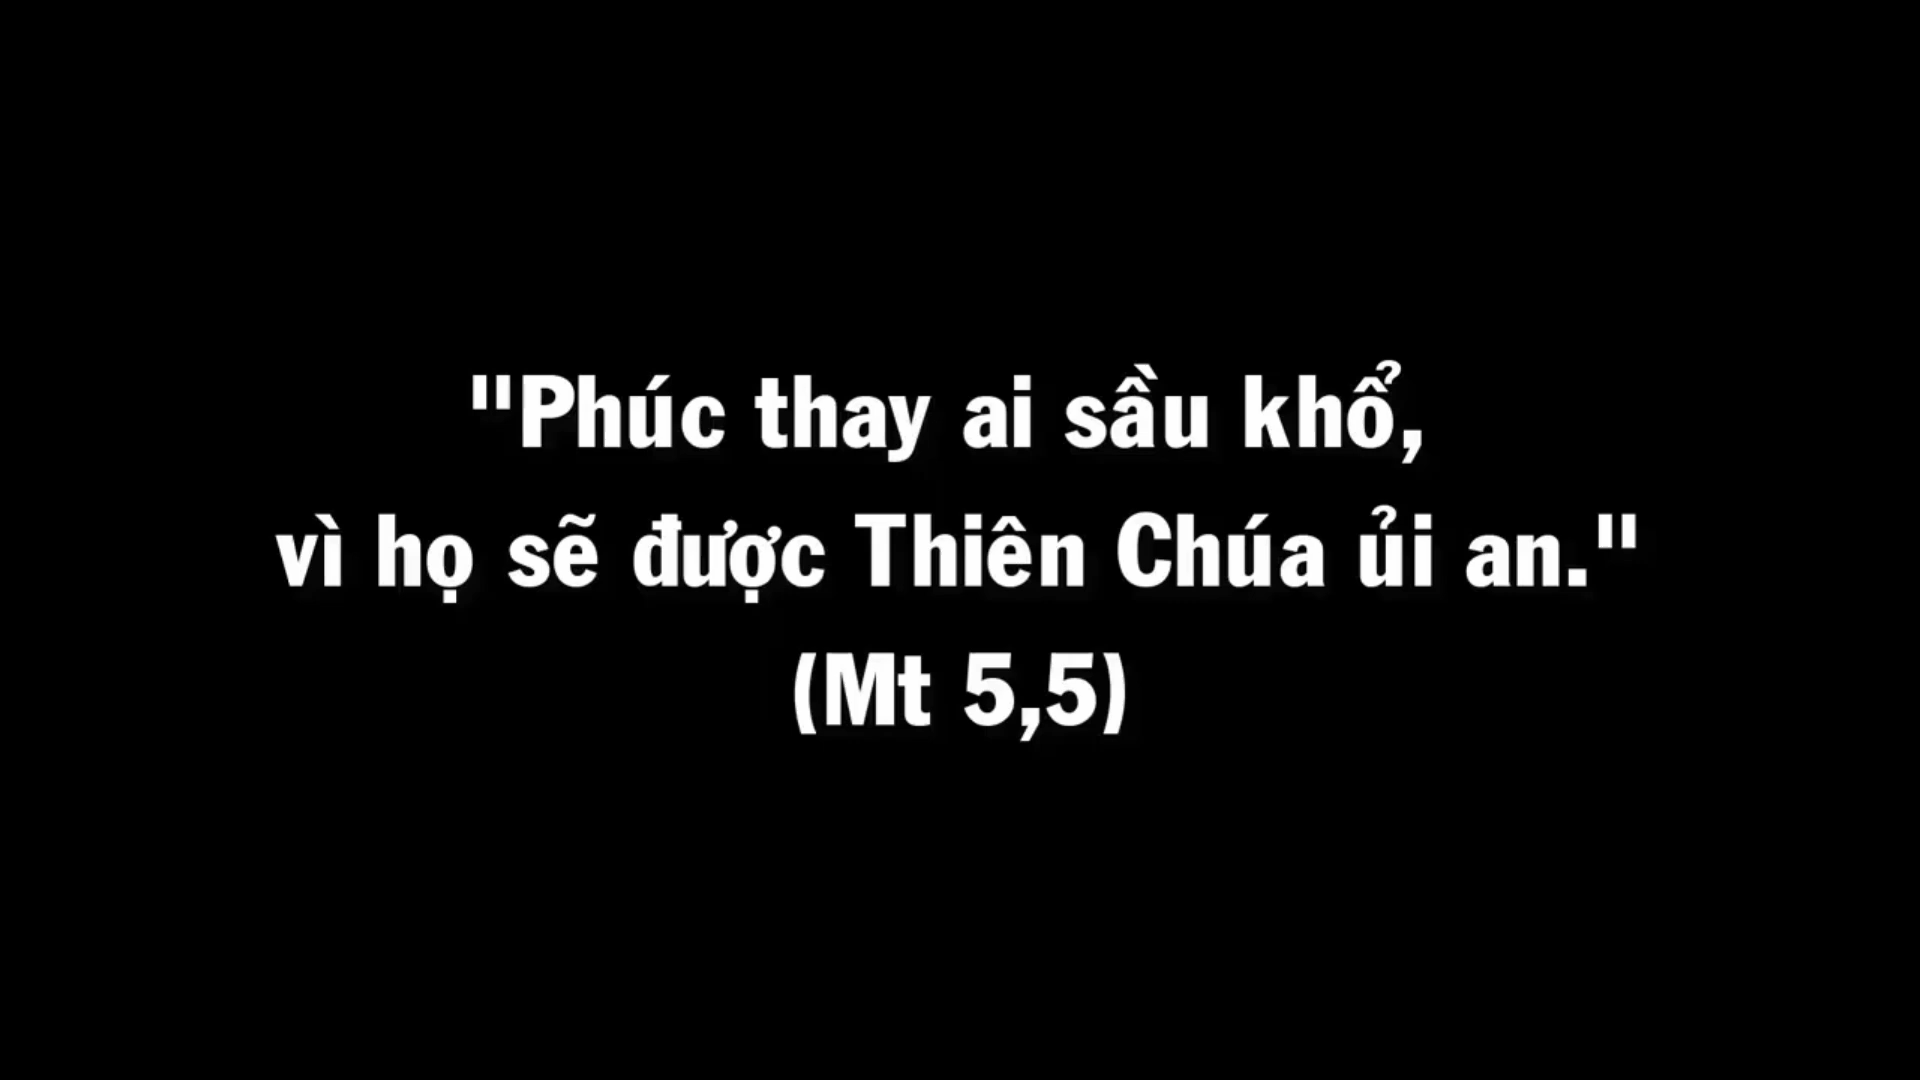 "Phúc thay ai sầu khổ,
vì họ sẽ được Thiên Chúa ủi an."
(Mt 5,5)